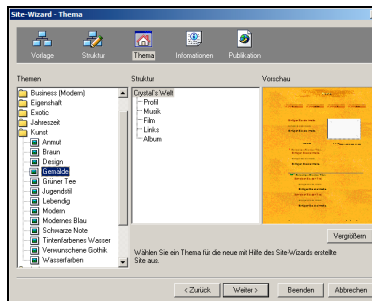 Site-Wizard - Thema
Vorlage
Struktur
Thema
Infomationen
Publikation
Themen
Struktur
Vorschau
Business (Modern)
Eigenshaft
Exotic
Jahreszeit
Kunst
Anmut
Braun
Design
Gemälde
Grüner Tee
Jugendstil
Lebendig
Modern
Modernes Blau
Schwarze Note
Tintenfarbenes Wasser
Verwunschene Gothik
Wasserfarben
Crystal's Welt
Profil
Musik
Film
Links
Album
Vergrößern
Wählen Sie ein Thema für die neue mit Hilfe des Site-Wizards erstellte
Site aus.
< Zurück
Weiter >
Beenden
Abbrechen